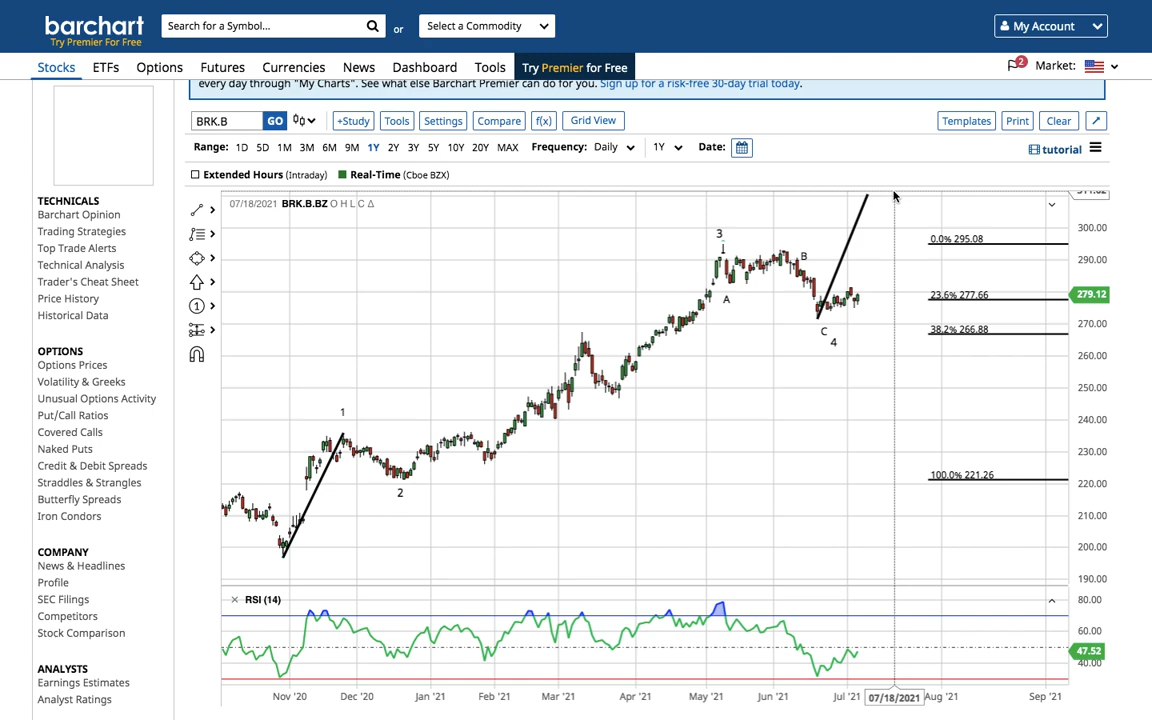 barchart
Try Premier For Free
Search for a Symbol...
or
Select a Commodity
My Account
Stocks ETFs Options Futures Currencies News Dashboard Tools Try Premier for Free
2 Market:
every day through "My Charts". See what else Barchart Premier can do for you. Sign up for a risk-free 30-day trial today.
BRK.B GO +Study Tools Settings Compare f(x) Grid View Templates Print Clear
Range: 1D 5D 1M 3M 6M 9M 1Y 2Y 3Y 5Y 10Y 20Y MAX Frequency: Daily 1Y Date: tutorial
Extended Hours (Intraday) Real-Time (Cboe BZX)
TECHNICALS
Barchart Opinion
Trading Strategies
Top Trade Alerts
Technical Analysis
Trader's Cheat Sheet
Price History
Historical Data
OPTIONS
Options Prices
Volatility & Greeks
Unusual Options Activity
Put/Call Ratios
Covered Calls
Naked Puts
Credit & Debit Spreads
Straddles & Strangles
Butterfly Spreads
Iron Condors
COMPANY
News & Headlines
Profile
SEC Filings
Competitors
Stock Comparison
ANALYSTS
Earnings Estimates
Analyst Ratings
07/18/2021 BRK.B.BZ O H L C Δ
1
1
2
3
A
B
C
4
0.0% 295.08
23.6% 277.66
38.2% 266.88
100.0% 221.26
300.00
290.00
279.12
270.00
260.00
250.00
240.00
230.00
220.00
210.00
200.00
190.00
RSI (14)
80.00
60.00
47.52
40.00
Nov '20 Dec '20 Jan '21 Feb '21 Mar '21 Apr '21 May '21 Jun '21 Jul '21 07/18/2021 Aug '21 Sep '21